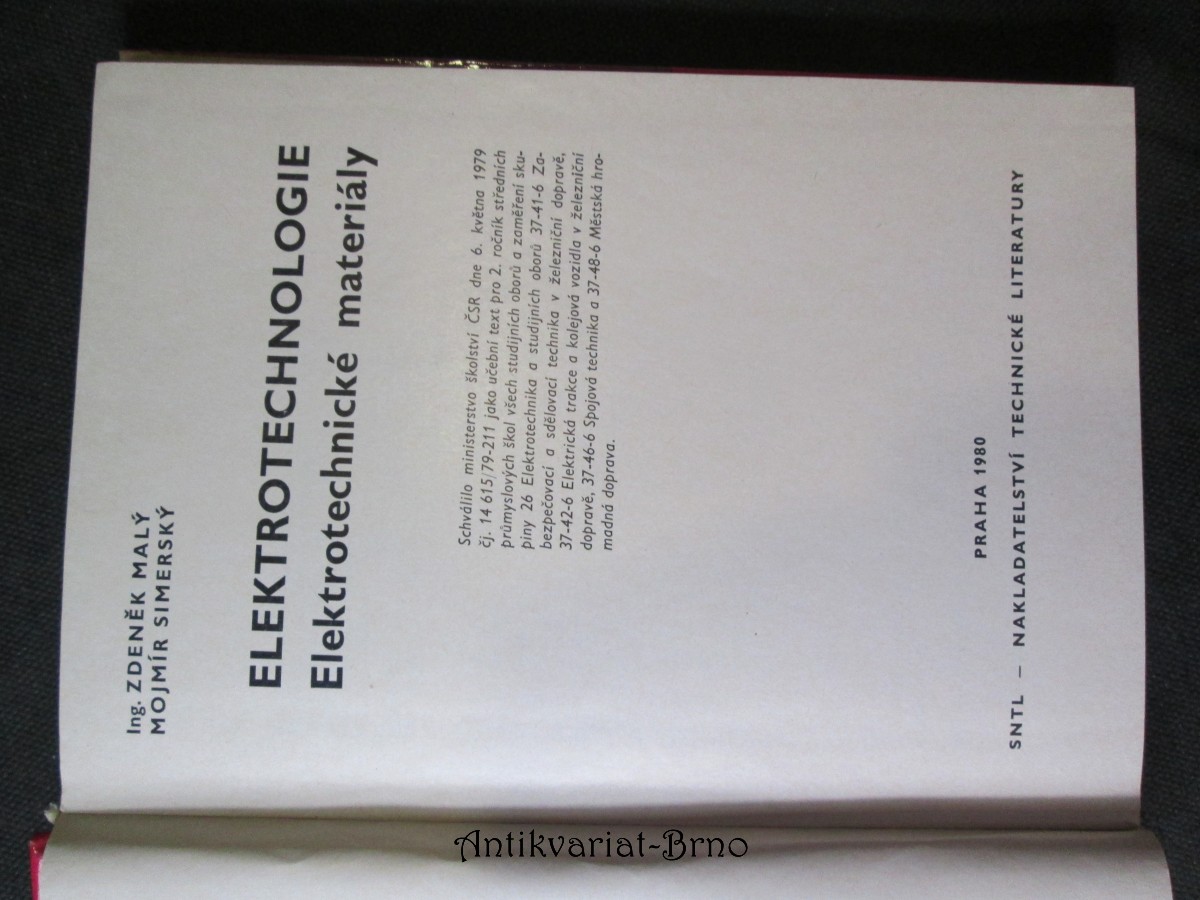 Ing. ZDENĚK MALÝ
MOJMÍR SIMERSKÝ
ELEKTROTECHNOLOGIE
Elektrotechnické materiály
Schválilo ministerstvo školství ČSR dne 6. května 1979
čj. 14 615/79-211 jako učební text pro 2. ročník středních
průmyslových škol všech studijních oborů a zaměření sku-
piny 26 Elektrotechnika a studijních oborů 37-41-6 Za-
bezpečovací a sdělovací technika v železniční dopravě,
37-42-6 Elektrická trakce a kolejová vozidla v železniční
dopravě, 37-46-6 Spojová technika a 37-48-6 Městská hro-
madná doprava.
PRAHA 1980
SNTL – NAKLADATELSTVÍ TECHNICKÉ LITERATURY
Antikvariat-Brno